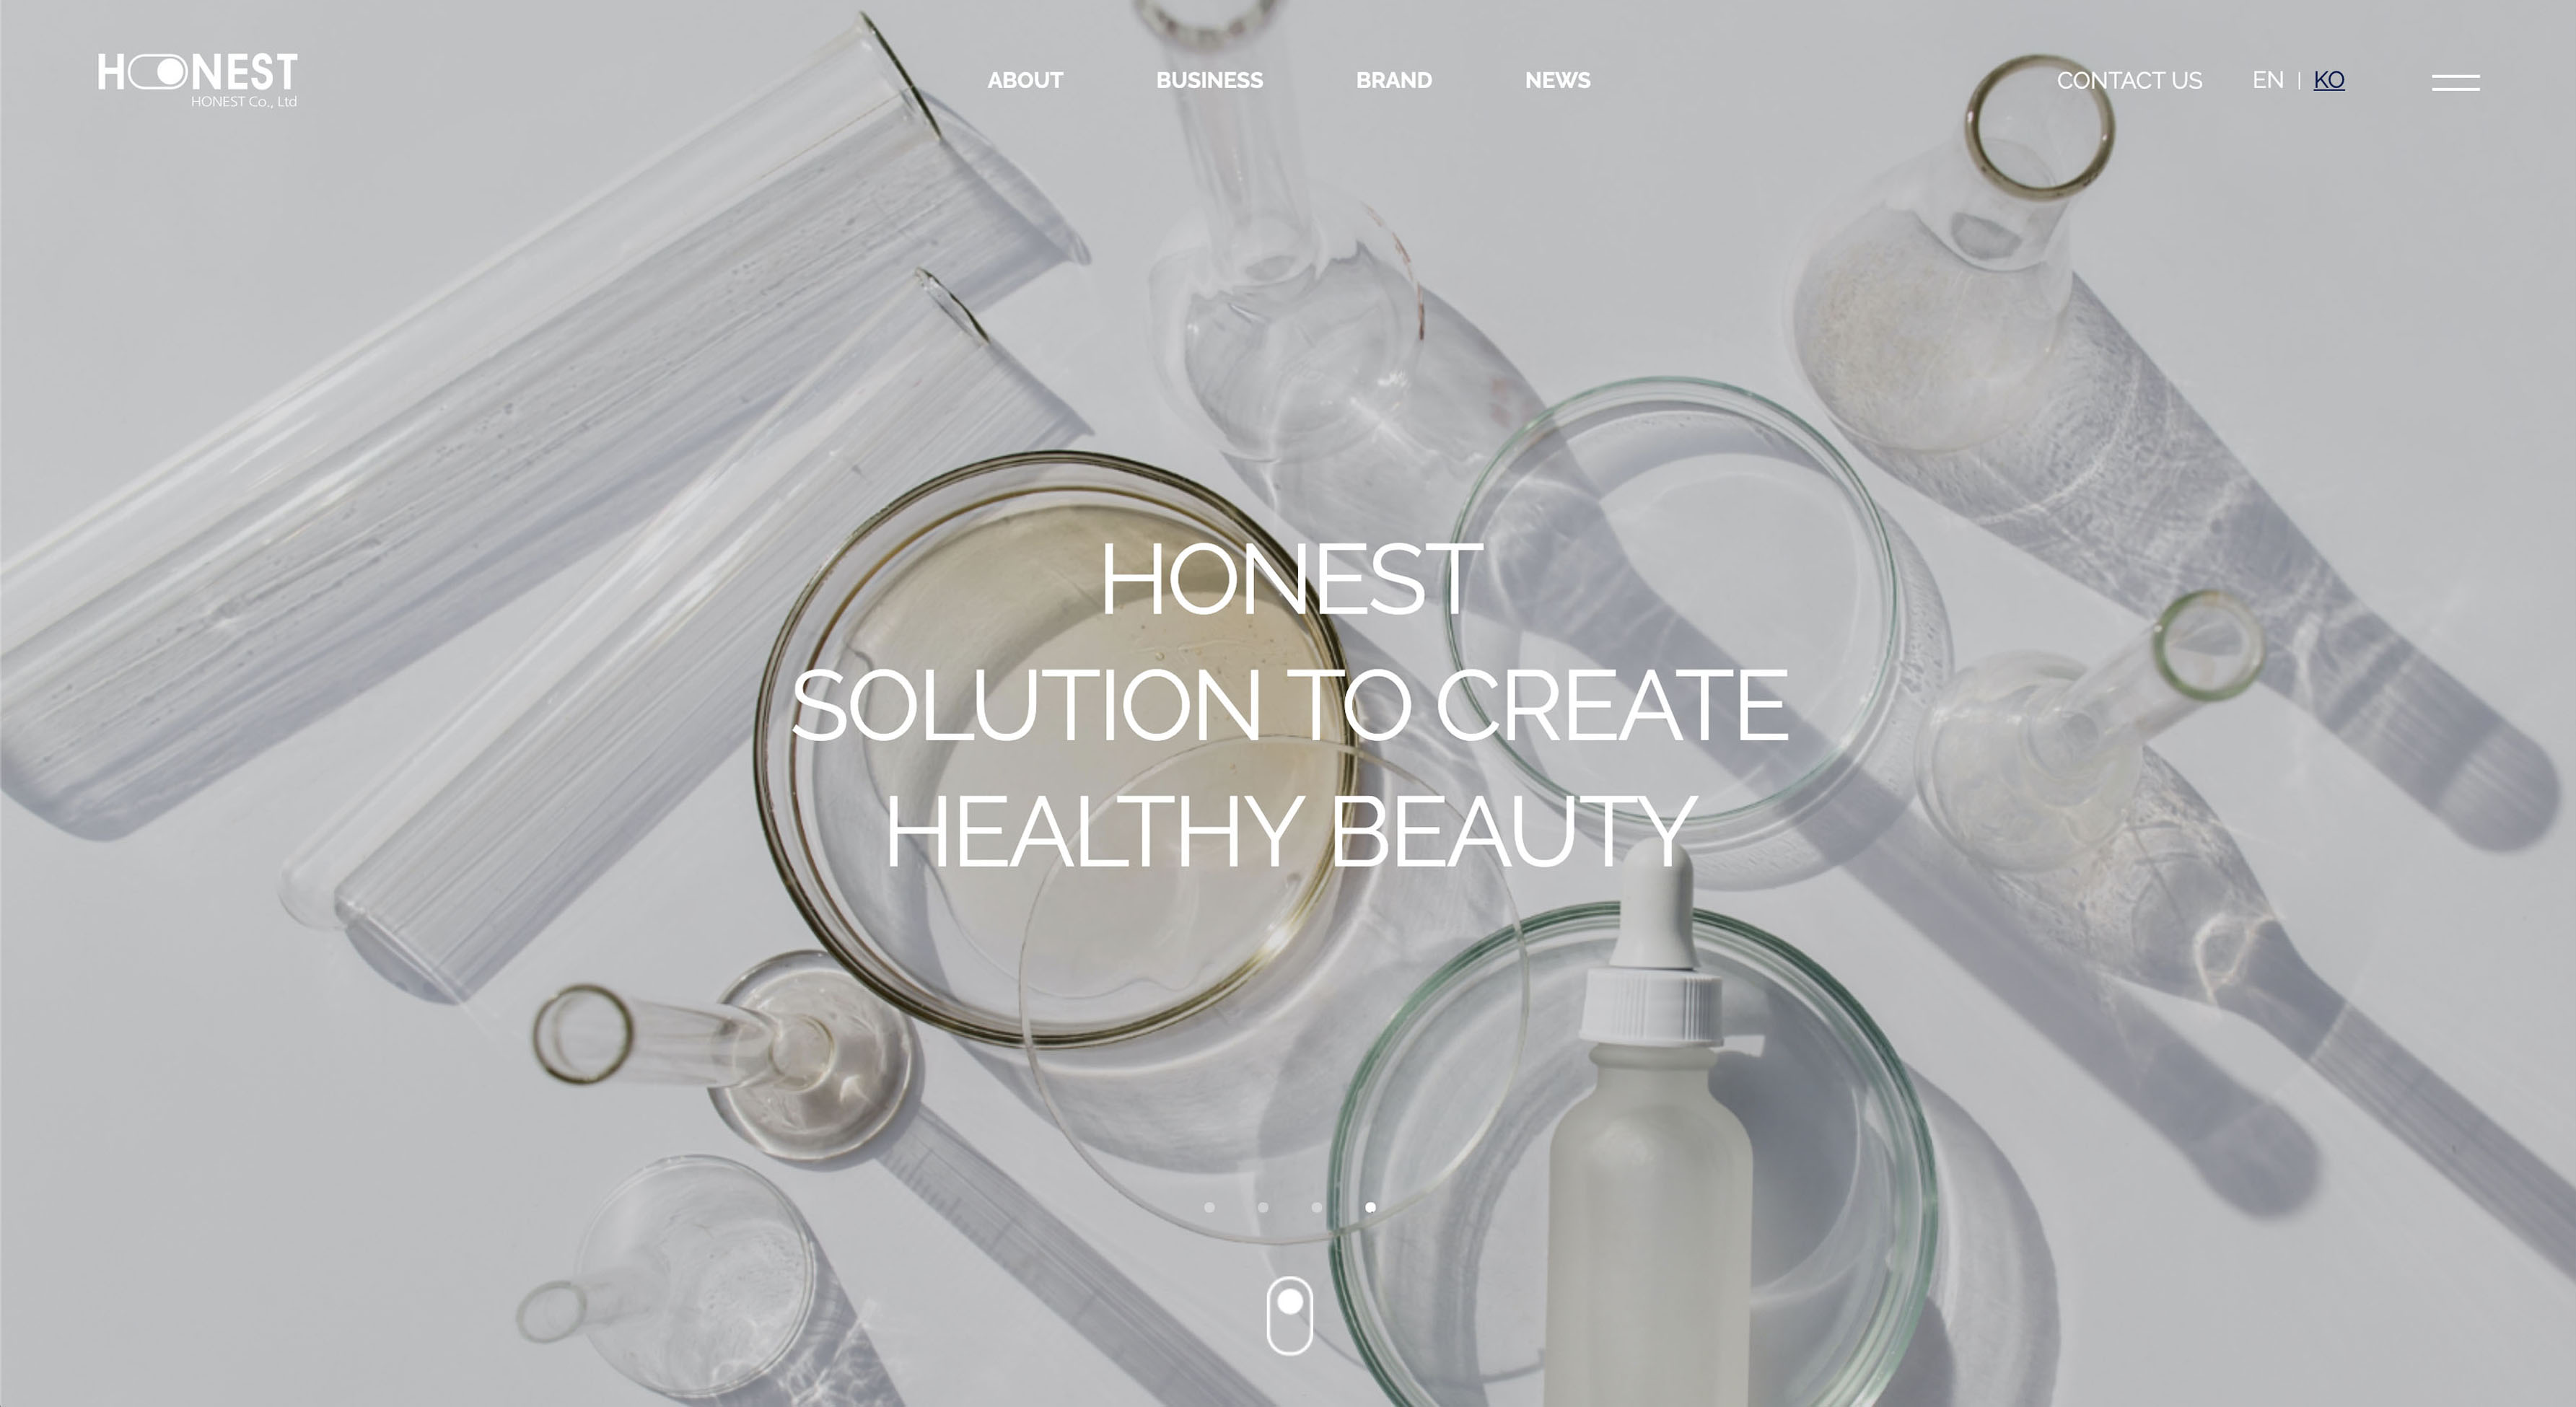 HONEST
HONEST Co., Ltd
ABOUT
BUSINESS
BRAND
NEWS
CONTACT US
EN | KO
HONEST
SOLUTION TO CREATE
HEALTHY BEAUTY